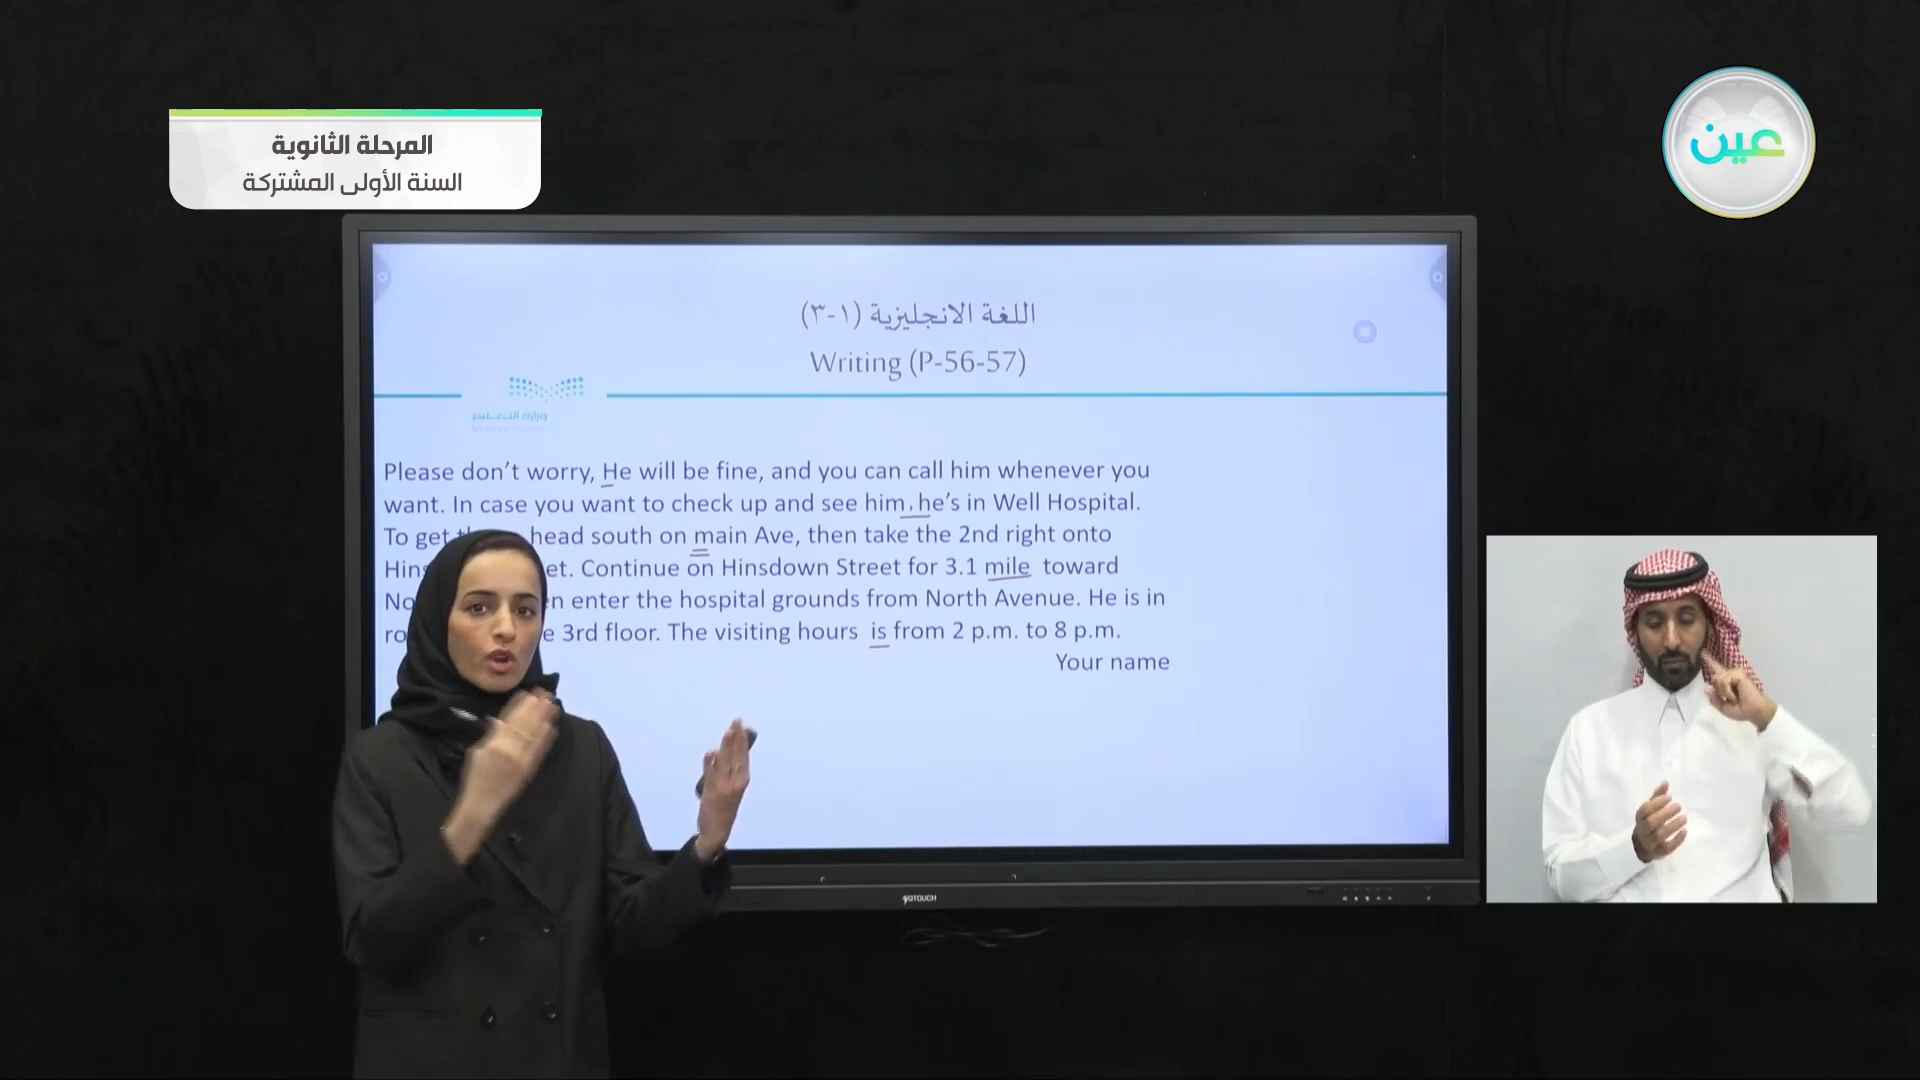 المرحلة الثانوية
السنة الأولى المشتركة
عين
اللغة الانجليزية (١-٣)
Writing (P-56-57)
وزارة التعليم
Please don't worry, He will be fine, and you can call him whenever you
want. In case you want to check up and see him, he's in Well Hospital.
To get head south on main Ave, then take the 2nd right onto
Continue on Hinsdown Street for 3.1 mile toward
enter the hospital grounds from North Avenue. He is in
3rd floor. The visiting hours is from 2 p.m. to 8 p.m.
Your name